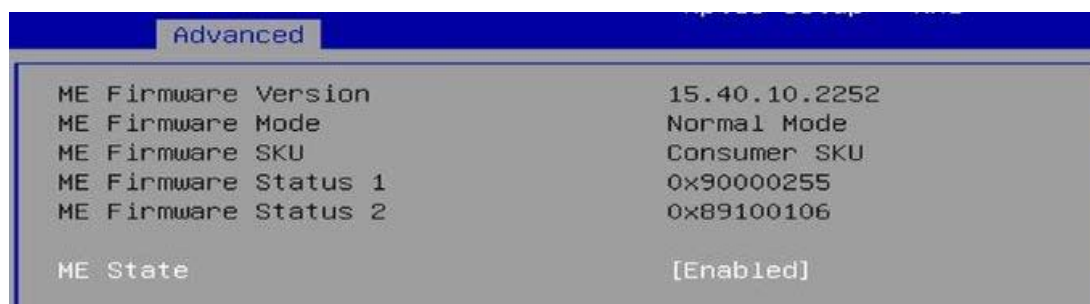 Advanced
ME Firmware Version 15.40.10.2252
ME Firmware Mode Normal Mode
ME Firmware SKU Consumer SKU
ME Firmware Status 1 0x90000255
ME Firmware Status 2 0x89100106
ME State [Enabled]